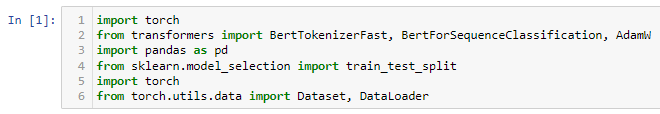 In [1]:
1 import torch
2 from transformers import BertTokenizerFast, BertForSequenceClassification, AdamW
3 import pandas as pd
4 from sklearn.model_selection import train_test_split
5 import torch
6 from torch.utils.data import Dataset, DataLoader